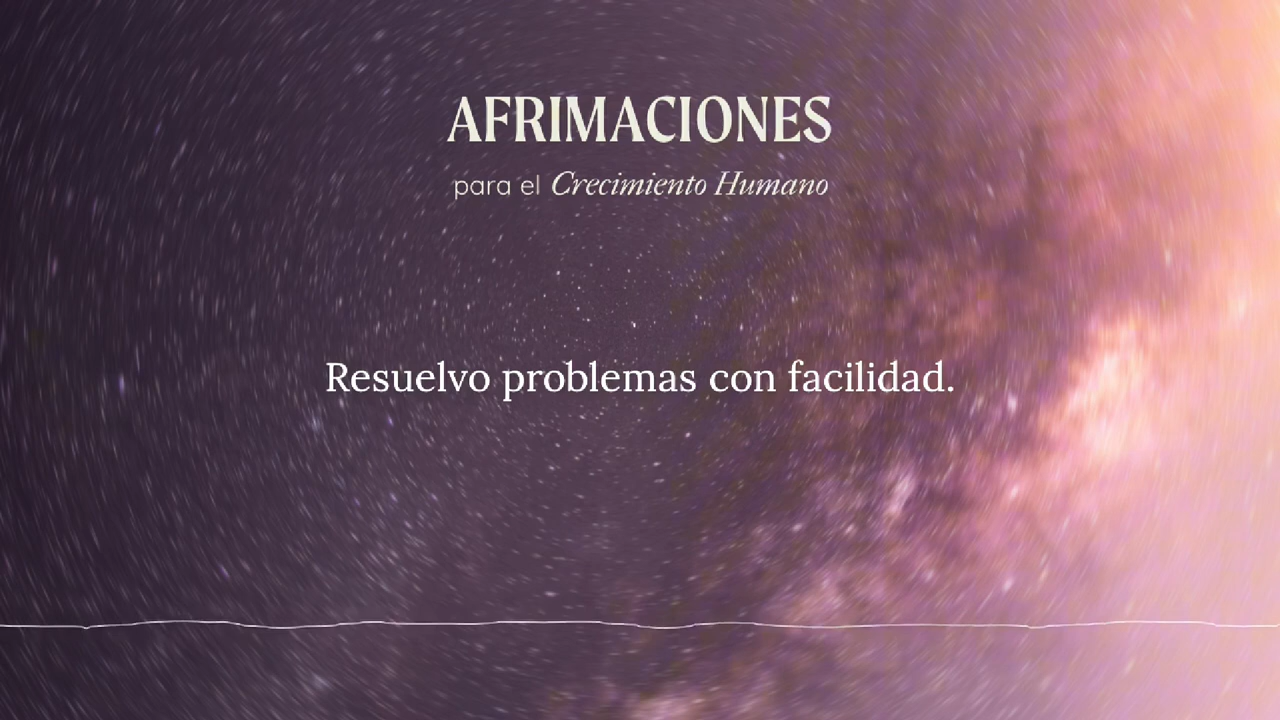 AFRIMACIONES
para el Crecimiento Humano
Resuelvo problemas con facilidad.